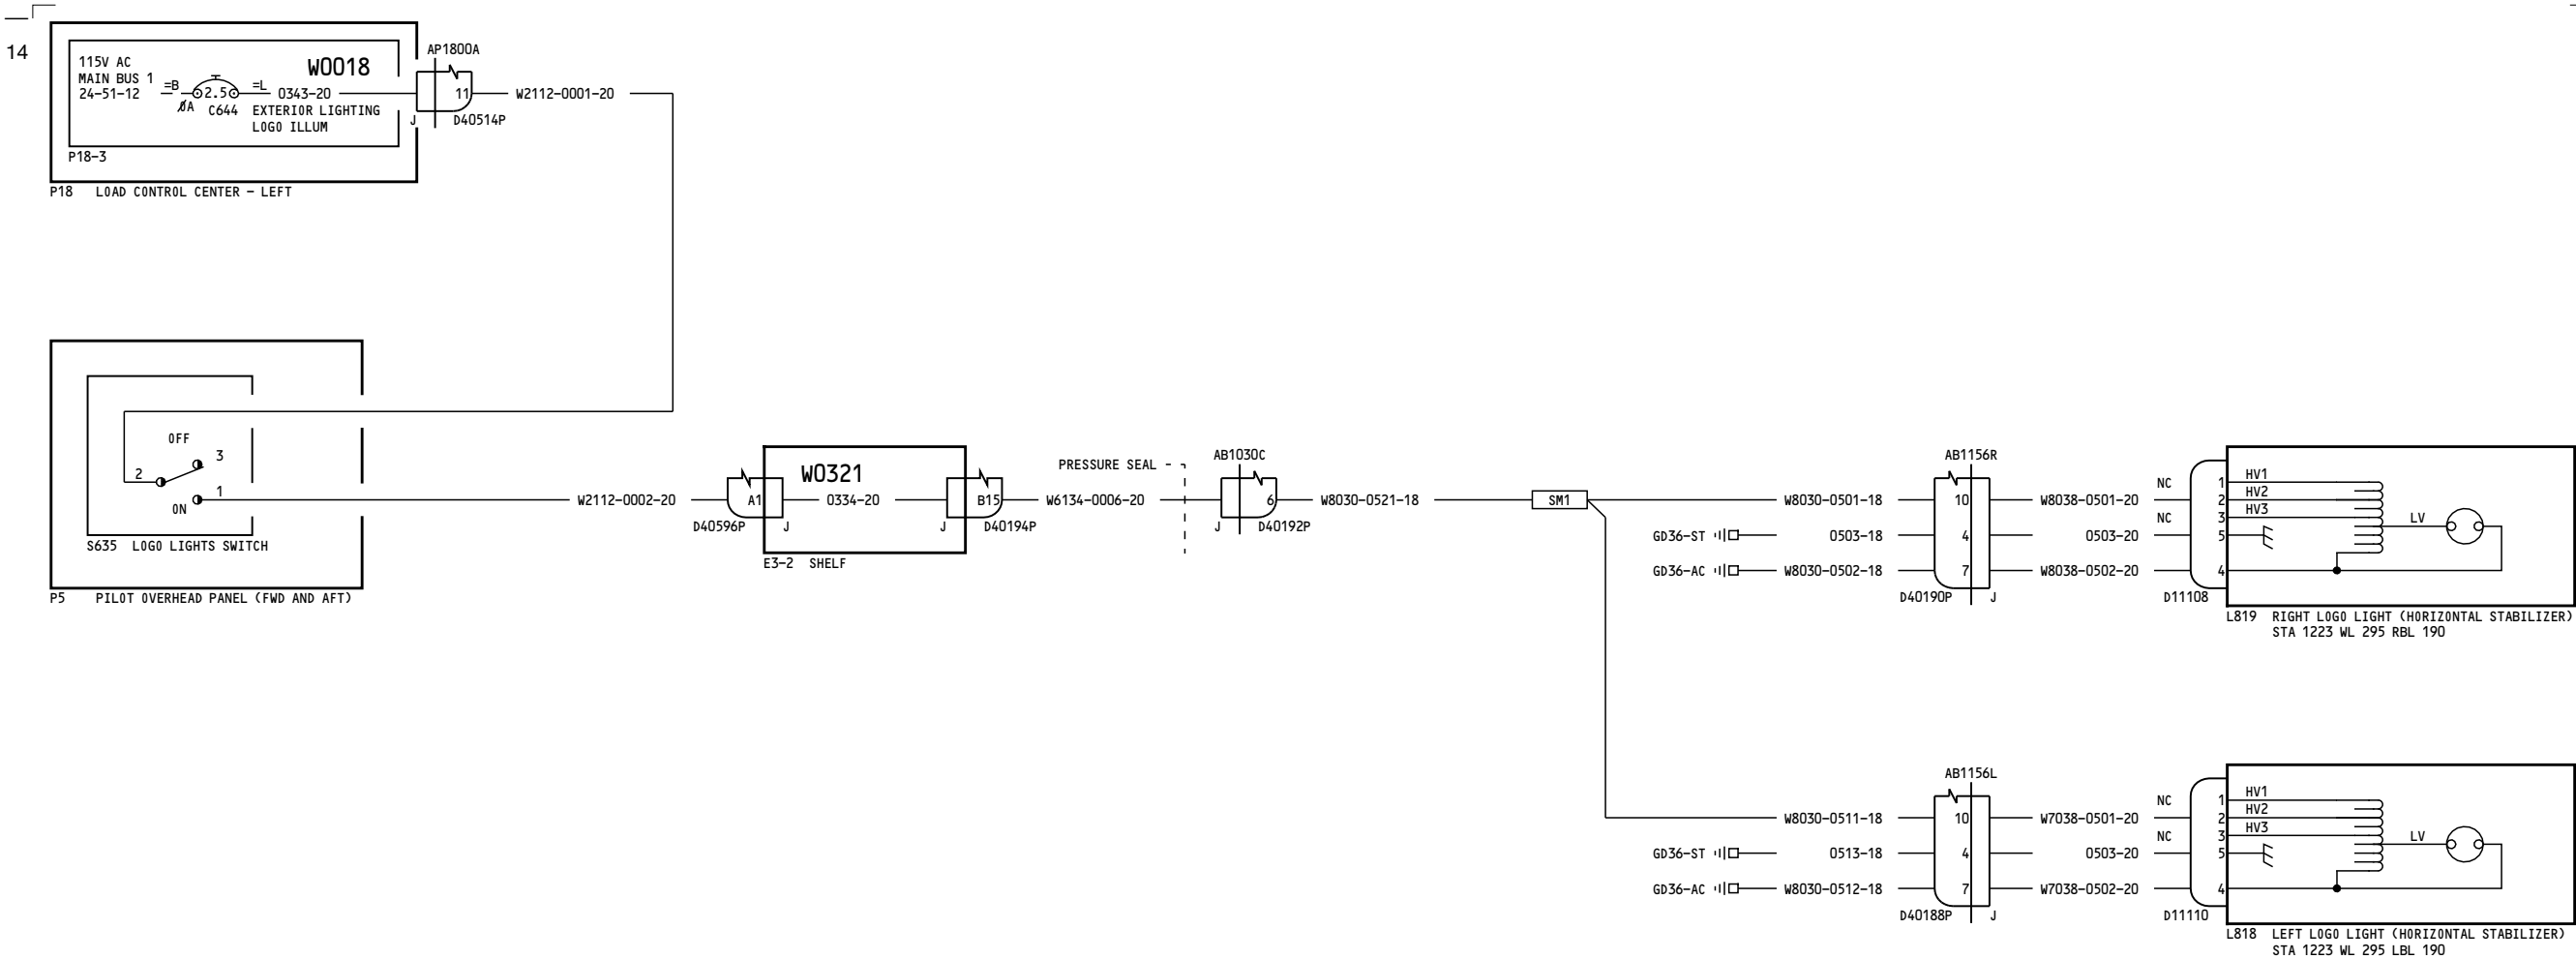 14
115V AC
MAIN BUS 1
24-51-12
=B
ØA
2.5
C644
=L
0343-20
W0018
EXTERIOR LIGHTING
LOGO ILLUM
P18-3
P18 LOAD CONTROL CENTER - LEFT
AP1800A
11
J
D40514P
W2112-0001-20
OFF
3
2
1
ON
S635 LOGO LIGHTS SWITCH
P5 PILOT OVERHEAD PANEL (FWD AND AFT)
W2112-0002-20
A1
D40596P
J
W0321
0334-20
E3-2 SHELF
B15
J
D40194P
W6134-0006-20
PRESSURE SEAL
AB1030C
6
J
D40192P
W8030-0521-18
SM1
AB1156R
W8030-0501-18
10
W8038-0501-20
GD36-ST
0503-18
4
0503-20
GD36-AC
W8030-0502-18
7
W8038-0502-20
D40190P
J
NC
NC
D11108
1
2
3
5
4
HV1
HV2
HV3
LV
L819 RIGHT LOGO LIGHT (HORIZONTAL STABILIZER)
STA 1223 WL 295 RBL 190
AB1156L
W8030-0511-18
10
W7038-0501-20
GD36-ST
0513-18
4
0503-20
GD36-AC
W8030-0512-18
7
W7038-0502-20
D40188P
J
NC
NC
D11110
1
2
3
5
4
HV1
HV2
HV3
LV
L818 LEFT LOGO LIGHT (HORIZONTAL STABILIZER)
STA 1223 WL 295 LBL 190